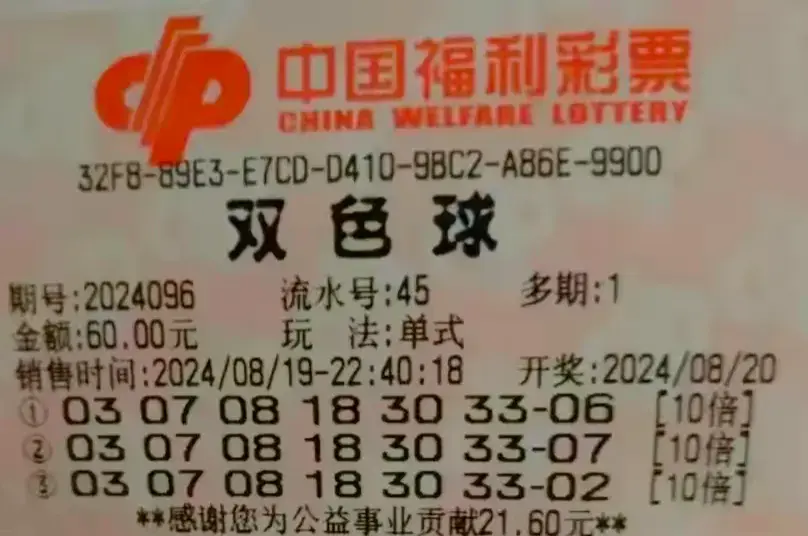 中国福利彩票
CHINA WELFARE LOTTERY
32F8-89E3-E7CD-D410-9BC2-A86E-9900
双色球
期号:2024096 流水号:45 多期:1
金额:60.00元 玩 法:单式
销售时间:2024/08/19-22:40:18 开奖:2024/08/20
① 03 07 08 18 30 33-06 [10倍]
② 03 07 08 18 30 33-07 [10倍]
③ 03 07 08 18 30 33-02 [10倍]
**感谢您为公益事业贡献21.60元**